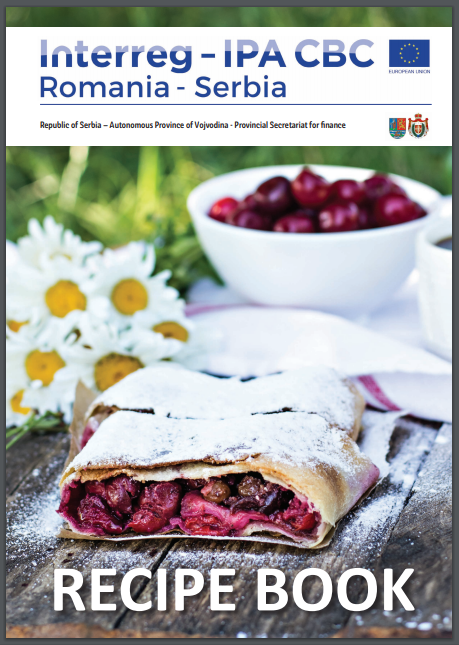 Interreg - IPA CBC
EUROPEAN UNION
Romania - Serbia
Republic of Serbia – Autonomous Province of Vojvodina - Provincial Secretariat for finance
RECIPE BOOK